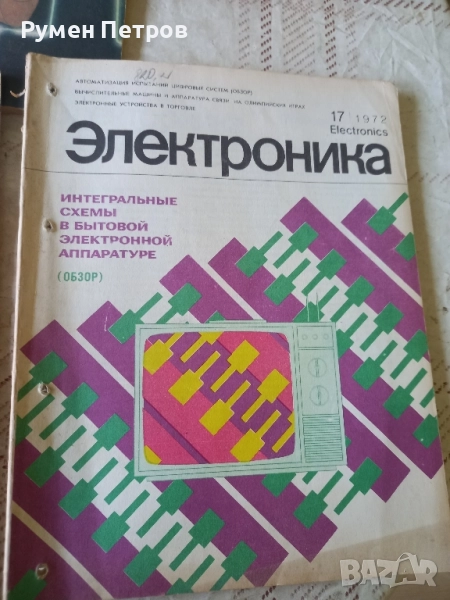 Румен Петров
АВТОМАТИЗАЦИЯ ИСПЫТАНИЙ ЦИФРОВЫХ СИСТЕМ (ОБЗОР)
ВЫЧИСЛИТЕЛЬНЫЕ МАШИНЫ И АППАРАТУРА СВЯЗИ НА ОЛИМПИЙСКИХ ИГРАХ
ЭЛЕКТРОННЫЕ УСТРОЙСТВА В ТОРГОВЛЕ
17 1972
Electronics
Электроника
ИНТЕГРАЛЬНЫЕ
СХЕМЫ
В БЫТОВОЙ
ЭЛЕКТРОННОЙ
АППАРАТУРЕ
(ОБЗОР)
BAZAR